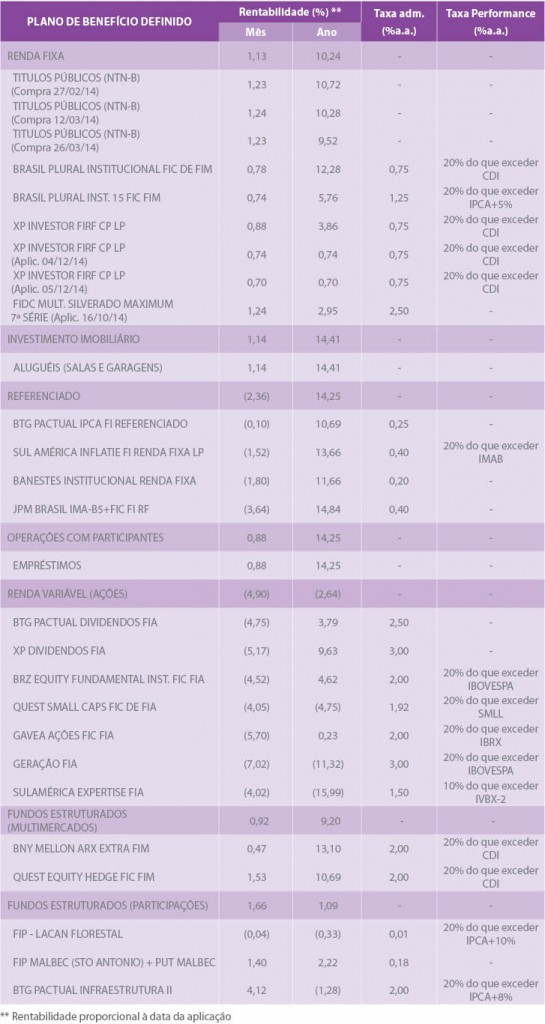 PLANO DE BENEFÍCIO DEFINIDO Rentabilidade (%) ** Taxa adm. (%a.a.) Taxa Performance (%a.a.)
Mês Ano
RENDA FIXA 1,13 10,24 - -
TITULOS PÚBLICOS (NTN-B)
(Compra 27/02/14) 1,23 10,72 - -
TITULOS PÚBLICOS (NTN-B)
(Compra 12/03/14) 1,24 10,28 - -
TITULOS PÚBLICOS (NTN-B)
(Compra 26/03/14) 1,23 9,52 - -
BRASIL PLURAL INSTITUCIONAL FIC DE FIM 0,78 12,28 0,75 20% do que exceder
CDI
BRASIL PLURAL INST. 15 FIC FIM 0,74 5,76 1,25 20% do que exceder
IPCA+5%
XP INVESTOR FIRF CP LP 0,88 3,86 0,75 20% do que exceder
CDI
XP INVESTOR FIRF CP LP
(Aplic. 04/12/14) 0,74 0,74 0,75 20% do que exceder
CDI
XP INVESTOR FIRF CP LP
(Aplic. 05/12/14) 0,70 0,70 0,75 20% do que exceder
CDI
FIDC MULT. SILVERADO MAXIMUM
7ª SÉRIE (Aplic. 16/10/14) 1,24 2,95 2,50 -
INVESTIMENTO IMOBILIÁRIO 1,14 14,41 - -
ALUGUÉIS (SALAS E GARAGENS) 1,14 14,41 - -
REFERENCIADO (2,36) 14,25 - -
BTG PACTUAL IPCA FI REFERENCIADO (0,10) 10,69 0,25 -
SUL AMÉRICA INFLATIE FI RENDA FIXA LP (1,52) 13,66 0,40 20% do que exceder
IMAB
BANESTES INSTITUCIONAL RENDA FIXA (1,80) 11,66 0,20 -
JPM BRASIL IMA-B5+FIC FI RF (3,64) 14,84 0,40 -
OPERAÇÕES COM PARTICIPANTES 0,88 14,25 - -
EMPRÉSTIMOS 0,88 14,25 - -
RENDA VARIÁVEL (AÇÕES) (4,90) (2,64) - -
BTG PACTUAL DIVIDENDOS FIA (4,75) 3,79 2,50 -
XP DIVIDENDOS FIA (5,17) 9,63 3,00 -
BRZ EQUITY FUNDAMENTAL INST. FIC FIA (4,52) 4,62 2,00 20% do que exceder
IBOVESPA
QUEST SMALL CAPS FIC DE FIA (4,05) (4,75) 1,92 20% do que exceder
SMLL
GAVEA AÇÕES FIC FIA (5,70) 0,23 2,00 20% do que exceder
IBRX
GERAÇÃO FIA (7,02) (11,32) 3,00 20% do que exceder
IBOVESPA
SULAMÉRICA EXPERTISE FIA (4,02) (15,99) 1,50 10% do que exceder
IVBX-2
FUNDOS ESTRUTURADOS
(MULTIMERCADOS) 0,92 9,20 - -
BNY MELLON ARX EXTRA FIM 0,47 13,10 2,00 20% do que exceder
CDI
QUEST EQUITY HEDGE FIC FIM 1,53 10,69 2,00 20% do que exceder
CDI
FUNDOS ESTRUTURADOS (PARTICIPAÇÕES) 1,66 1,09 - -
FIP - LACAN FLORESTAL (0,04) (0,33) 0,01 20% do que exceder
IPCA+10%
FIP MALBEC (STO ANTONIO) + PUT MALBEC 1,40 2,22 0,18 -
BTG PACTUAL INFRAESTRUTURA II 4,12 (1,28) 2,00 20% do que exceder
IPCA+8%
** Rentabilidade proporcional à data da aplicação